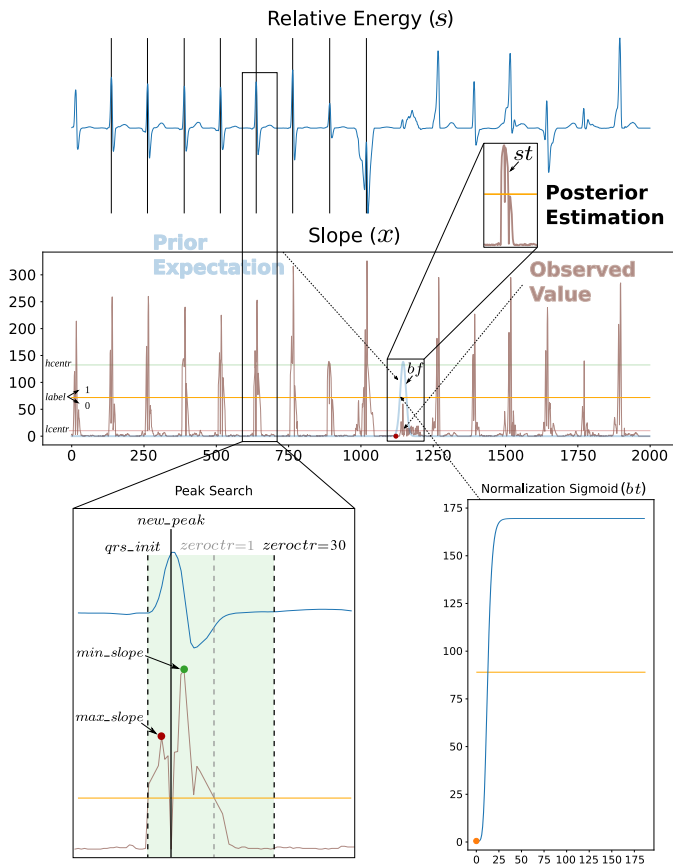 Relative Energy (s)
st
Posterior
Estimation
Slope (x)
Prior
Expectation
Observed
Value
300
250
200
150
100
50
0
hcentr
label
1
0
lcentr
bf
0 250 500 750 1000 1250 1500 1750 2000
Peak Search
new_peak
qrs_init zeroctr=1 zeroctr=30
min_slope
max_slope
Normalization Sigmoid (bt)
175
150
125
100
75
50
25
0
0 25 50 75 100 125 150 175